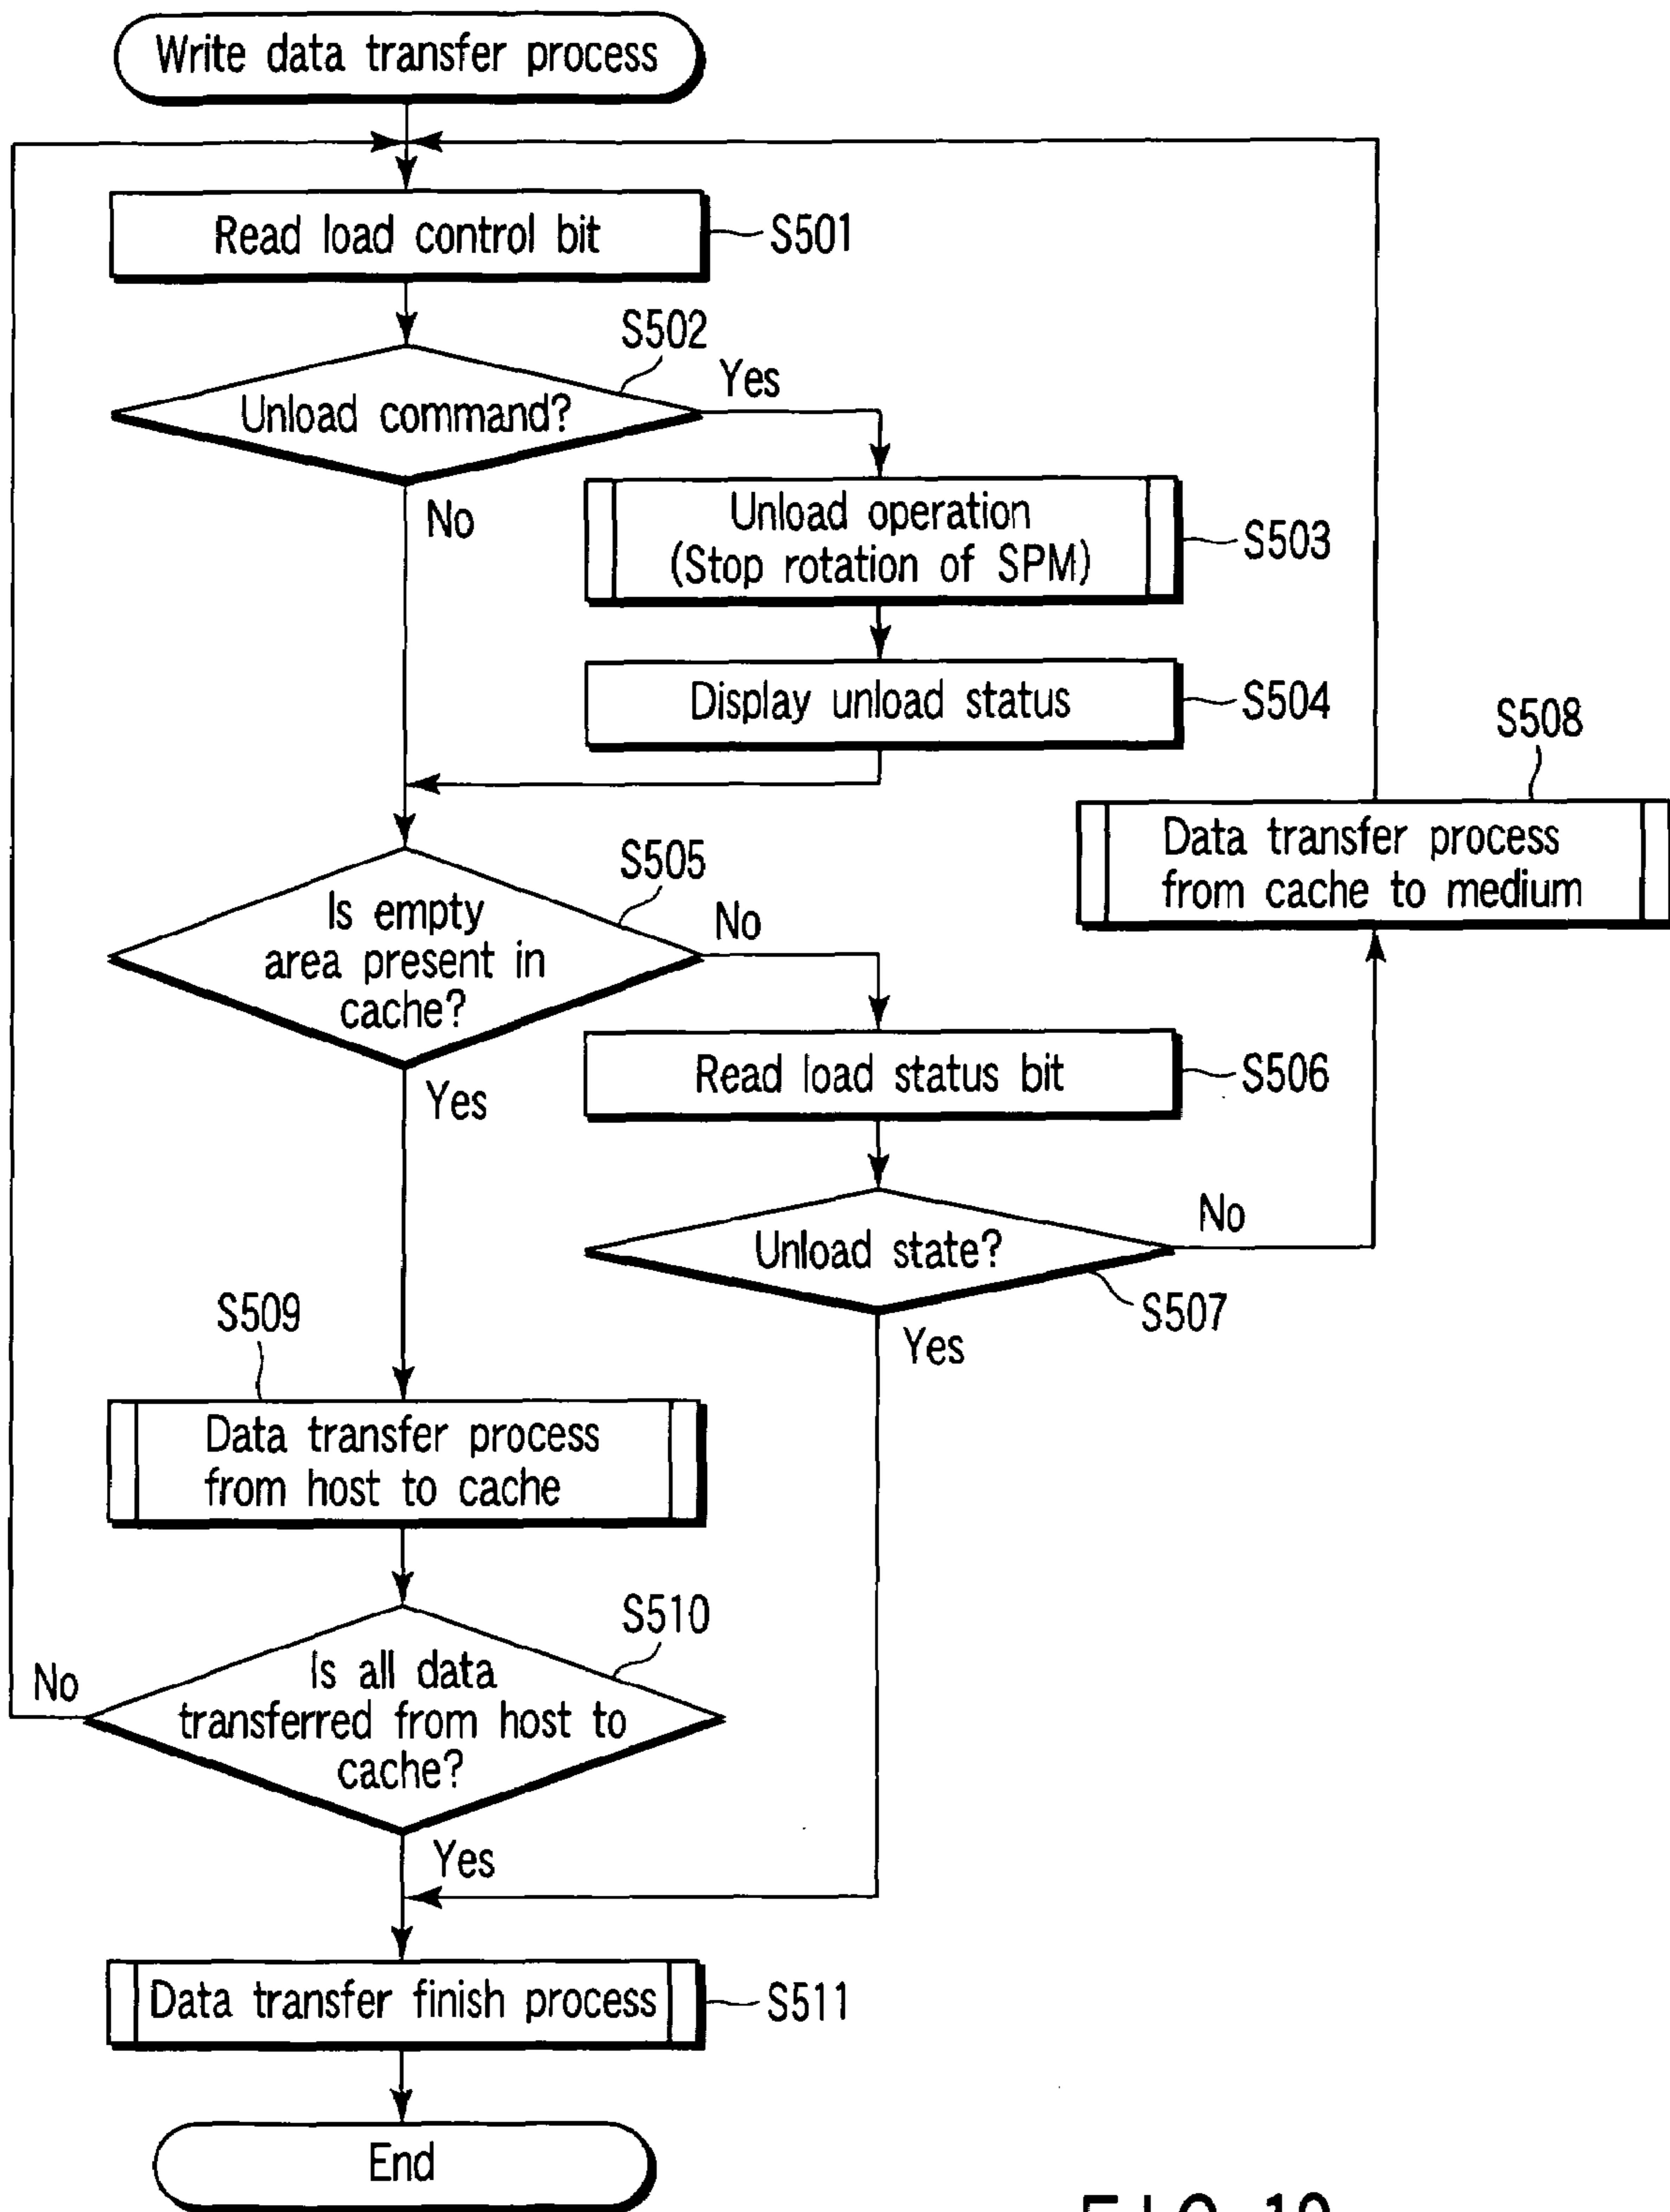 Write data transfer process
Read load control bit
S501
S502
Unload command?
Yes
No
Unload operation
(Stop rotation of SPM)
S503
Display unload status
S504
S508
Data transfer process
from cache to medium
S505
Is empty
area present in
cache?
No
Yes
Read load status bit
S506
Unload state?
No
S507
Yes
S509
Data transfer process
from host to cache
S510
Is all data
transferred from host to
cache?
No
Yes
Data transfer finish process
S511
End